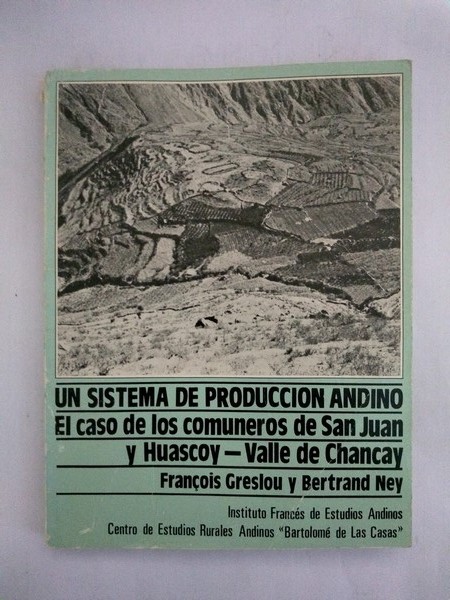 UN SISTEMA DE PRODUCCION ANDINO
El caso de los comuneros de San Juan
y Huascoy — Valle de Chancay
François Greslou y Bertrand Ney
Instituto Francés de Estudios Andinos
Centro de Estudios Rurales Andinos "Bartolomé de Las Casas"